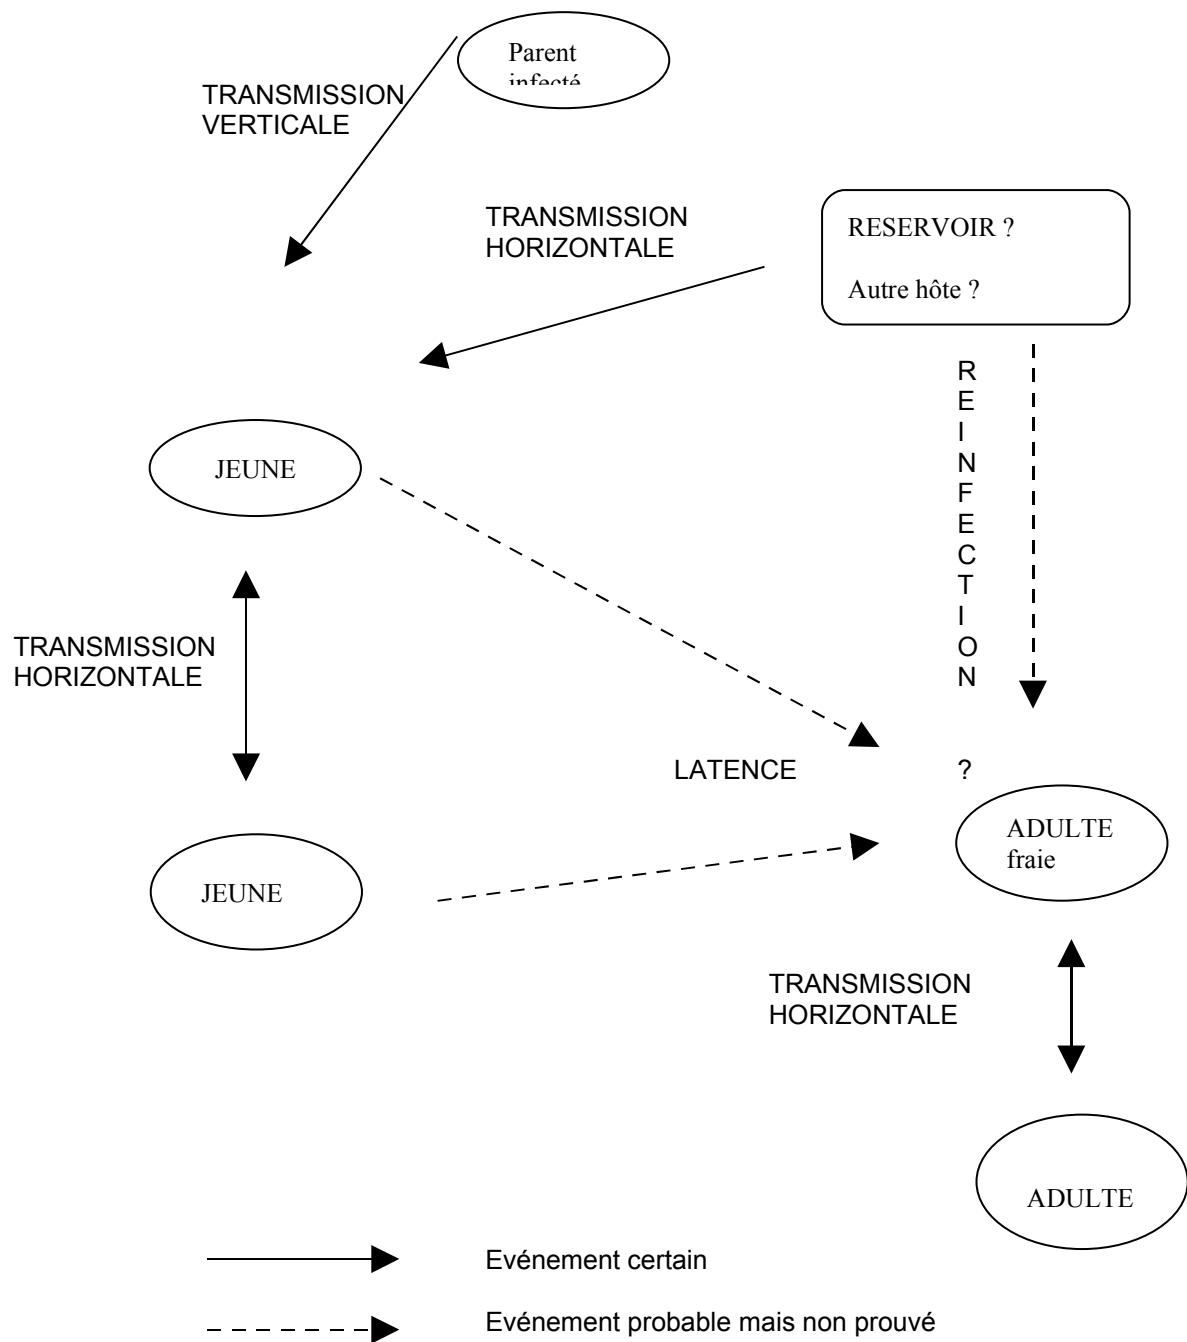 Parent
infecté
TRANSMISSION
VERTICALE
TRANSMISSION
HORIZONTALE
RESERVOIR ?
Autre hôte ?
R
E
I
N
F
E
C
T
I
O
N
?
JEUNE
TRANSMISSION
HORIZONTALE
LATENCE
JEUNE
ADULTE
fraie
TRANSMISSION
HORIZONTALE
ADULTE
Evénement certain
Evénement probable mais non prouvé